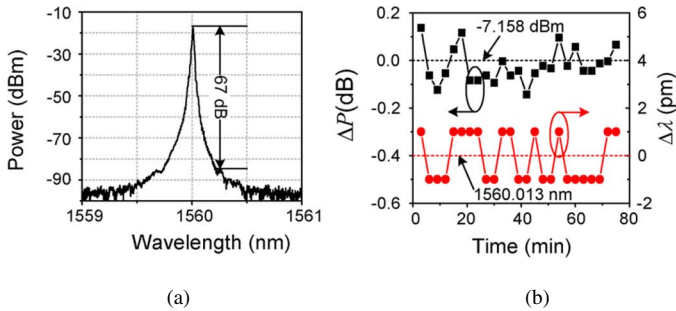 (a)
Power (dBm)
-10
-30
-50
-70
-90
67 dB
1559
1560
1561
Wavelength (nm)
(b)
ΔP(dB)
0.2
0.0
-0.2
-0.4
-0.6
-7.158 dBm
1560.013 nm
6
4
2
0
-2
Δλ (pm)
0
20
40
60
80
Time (min)
(a)
(b)